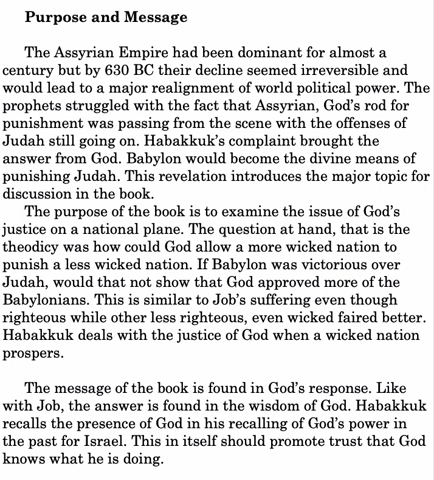 Purpose and Message
The Assyrian Empire had been dominant for almost a
century but by 630 BC their decline seemed irreversible and
would lead to a major realignment of world political power. The
prophets struggled with the fact that Assyrian, God's rod for
punishment was passing from the scene with the offenses of
Judah still going on. Habakkuk's complaint brought the
answer from God. Babylon would become the divine means of
punishing Judah. This revelation introduces the major topic for
discussion in the book.
The purpose of the book is to examine the issue of God's
justice on a national plane. The question at hand, that is the
theodicy was how could God allow a more wicked nation to
punish a less wicked nation. If Babylon was victorious over
Judah, would that not show that God approved more of the
Babylonians. This is similar to Job's suffering even though
righteous while other less righteous, even wicked faired better.
Habakkuk deals with the justice of God when a wicked nation
prospers.
The message of the book is found in God's response. Like
with Job, the answer is found in the wisdom of God. Habakkuk
recalls the presence of God in his recalling of God's power in
the past for Israel. This in itself should promote trust that God
knows what he is doing.